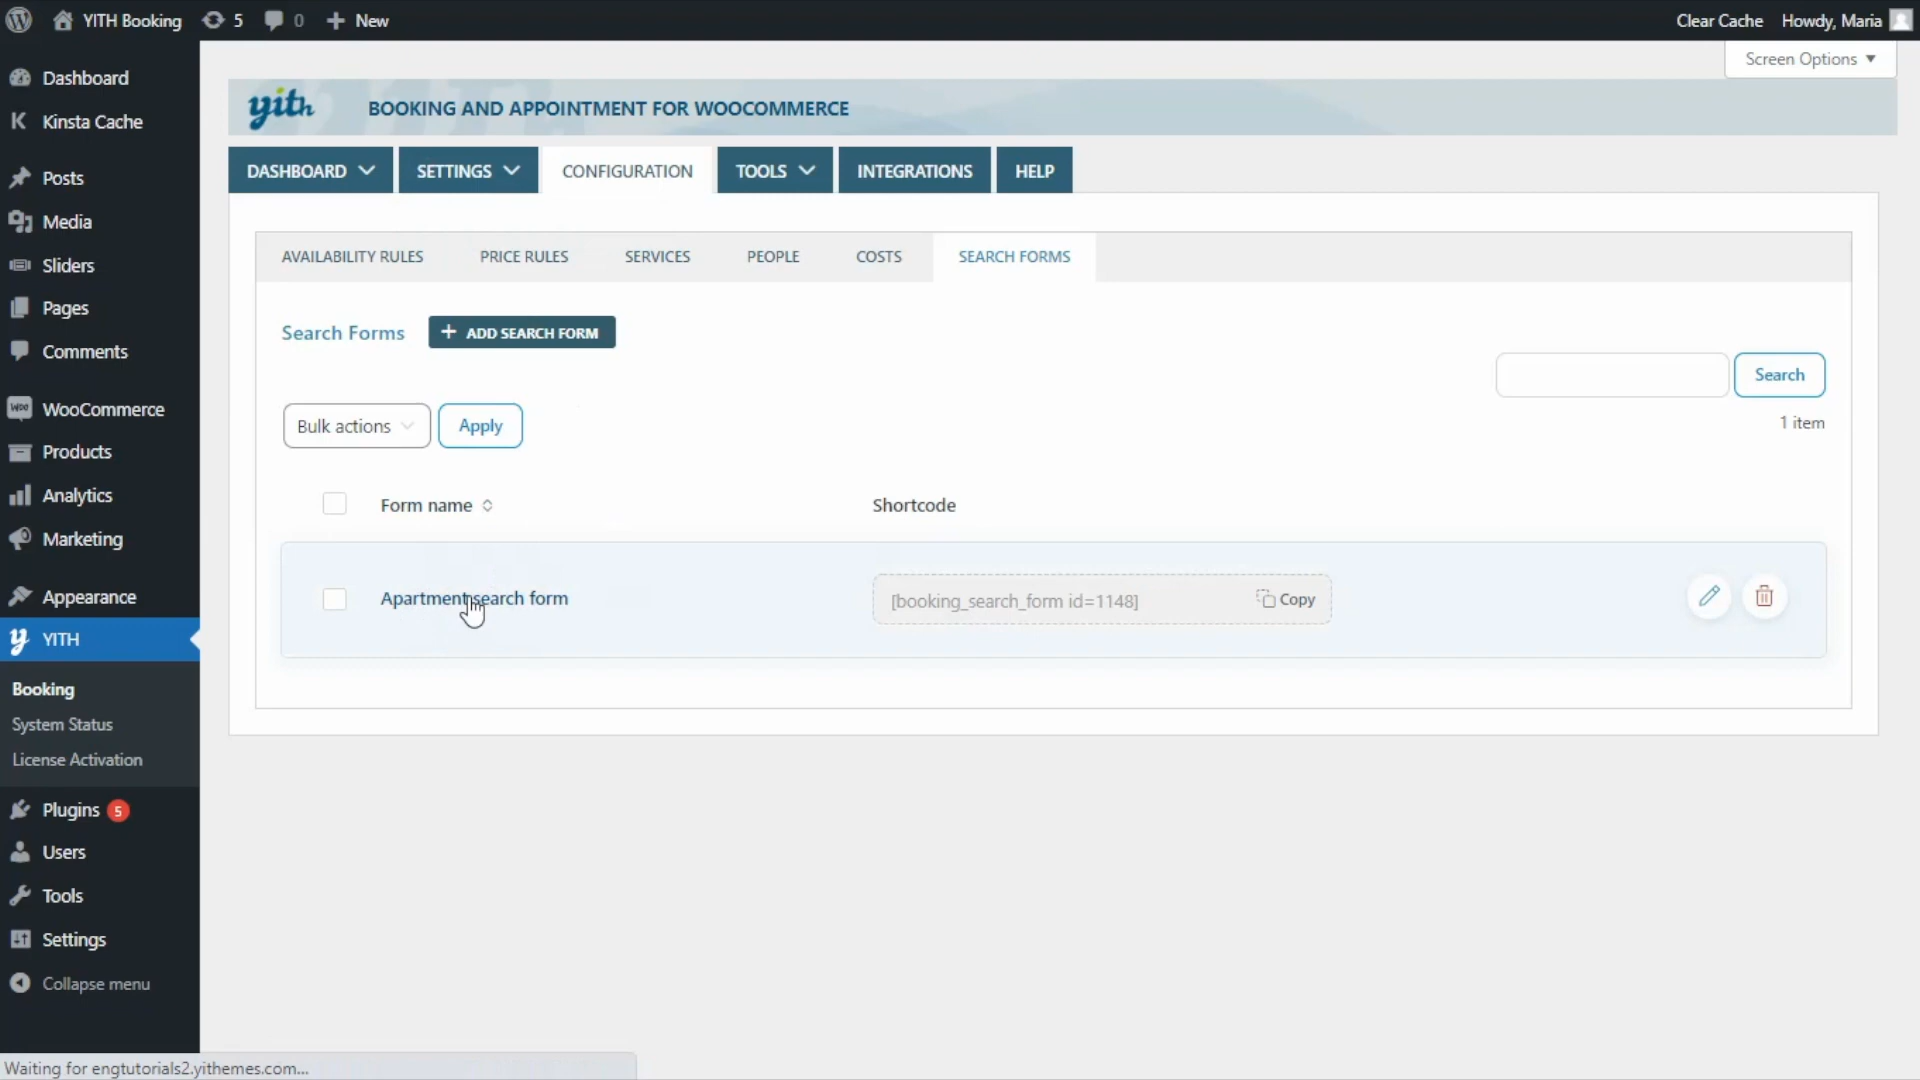 YITH Booking 5 0 New Clear Cache Howdy, Maria
Screen Options
Dashboard
Kinsta Cache
Posts
Media
Sliders
Pages
Comments
WooCommerce
Products
Analytics
Marketing
Appearance
YITH
Booking
System Status
License Activation
Plugins 5
Users
Tools
Settings
Collapse menu
yith BOOKING AND APPOINTMENT FOR WOOCOMMERCE
DASHBOARD SETTINGS CONFIGURATION TOOLS INTEGRATIONS HELP
AVAILABILITY RULES PRICE RULES SERVICES PEOPLE COSTS SEARCH FORMS
Search Forms + ADD SEARCH FORM
Search
Bulk actions Apply
1 item
Form name Shortcode
Apartment search form [booking_search_form id=1148] Copy
Waiting for engtutorials2.yithemes.com...